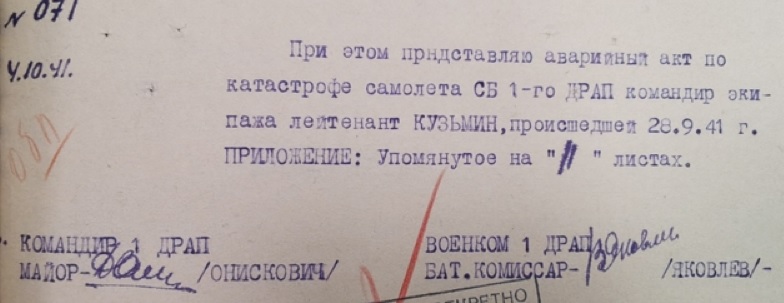 N 071
4.10.41.
При этом прндставляю аварийный акт по
катастрофе самолета СБ 1-го ДРАП командир эки-
пажа лейтенант КУЗЬМИН,происшедшей 28.9.41 г.
ПРИЛОЖЕНИЕ: Упомянутое на "11" листах.
КОМАНДИР 1 ДРАП
МАЙОР- /ОНИСКОВИЧ/
ВОЕНКОМ 1 ДРАП
БАТ.КОМИССАР- /ЯКОВЛЕВ/-